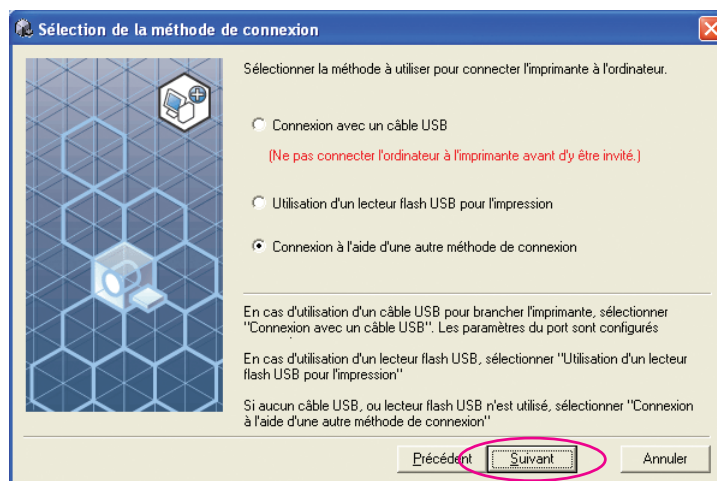 Sélection de la méthode de connexion
Sélectionner la méthode à utiliser pour connecter l'imprimante à l'ordinateur.
Connexion avec un câble USB
(Ne pas connecter l'ordinateur à l'imprimante avant d'y être invité.)
Utilisation d'un lecteur flash USB pour l'impression
Connexion à l'aide d'une autre méthode de connexion
En cas d'utilisation d'un câble USB pour brancher l'imprimante, sélectionner
"Connexion avec un câble USB". Les paramètres du port sont configurés
En cas d'utilisation d'un lecteur flash USB, sélectionner "Utilisation d'un lecteur
flash USB pour l'impression"
Si aucun câble USB, ou lecteur flash USB n'est utilisé, sélectionner "Connexion
à l'aide d'une autre méthode de connexion"
Précédent Suivant Annuler